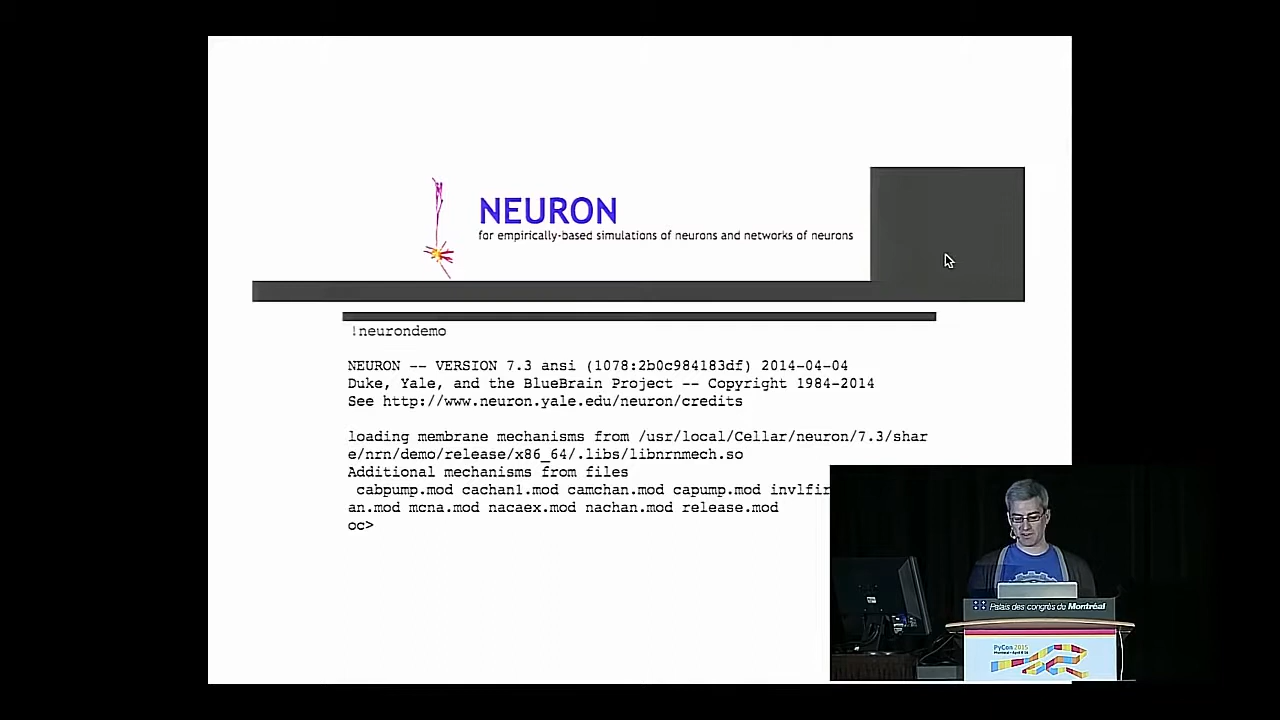 NEURON
for empirically-based simulations of neurons and networks of neurons
!neurondemo
NEURON -- VERSION 7.3 ansi (1078:2b0c984183df) 2014-04-04
Duke, Yale, and the BlueBrain Project -- Copyright 1984-2014
See http://www.neuron.yale.edu/neuron/credits
loading membrane mechanisms from /usr/local/Cellar/neuron/7.3/shar
e/nrn/demo/release/x86_64/.libs/libnrnmech.so
Additional mechanisms from files
cabpump.mod cachan1.mod camchan.mod capump.mod invlfir
an.mod mcna.mod nacaex.mod nachan.mod release.mod
oc>
Palais des congrès de Montréal
PyCon 2015